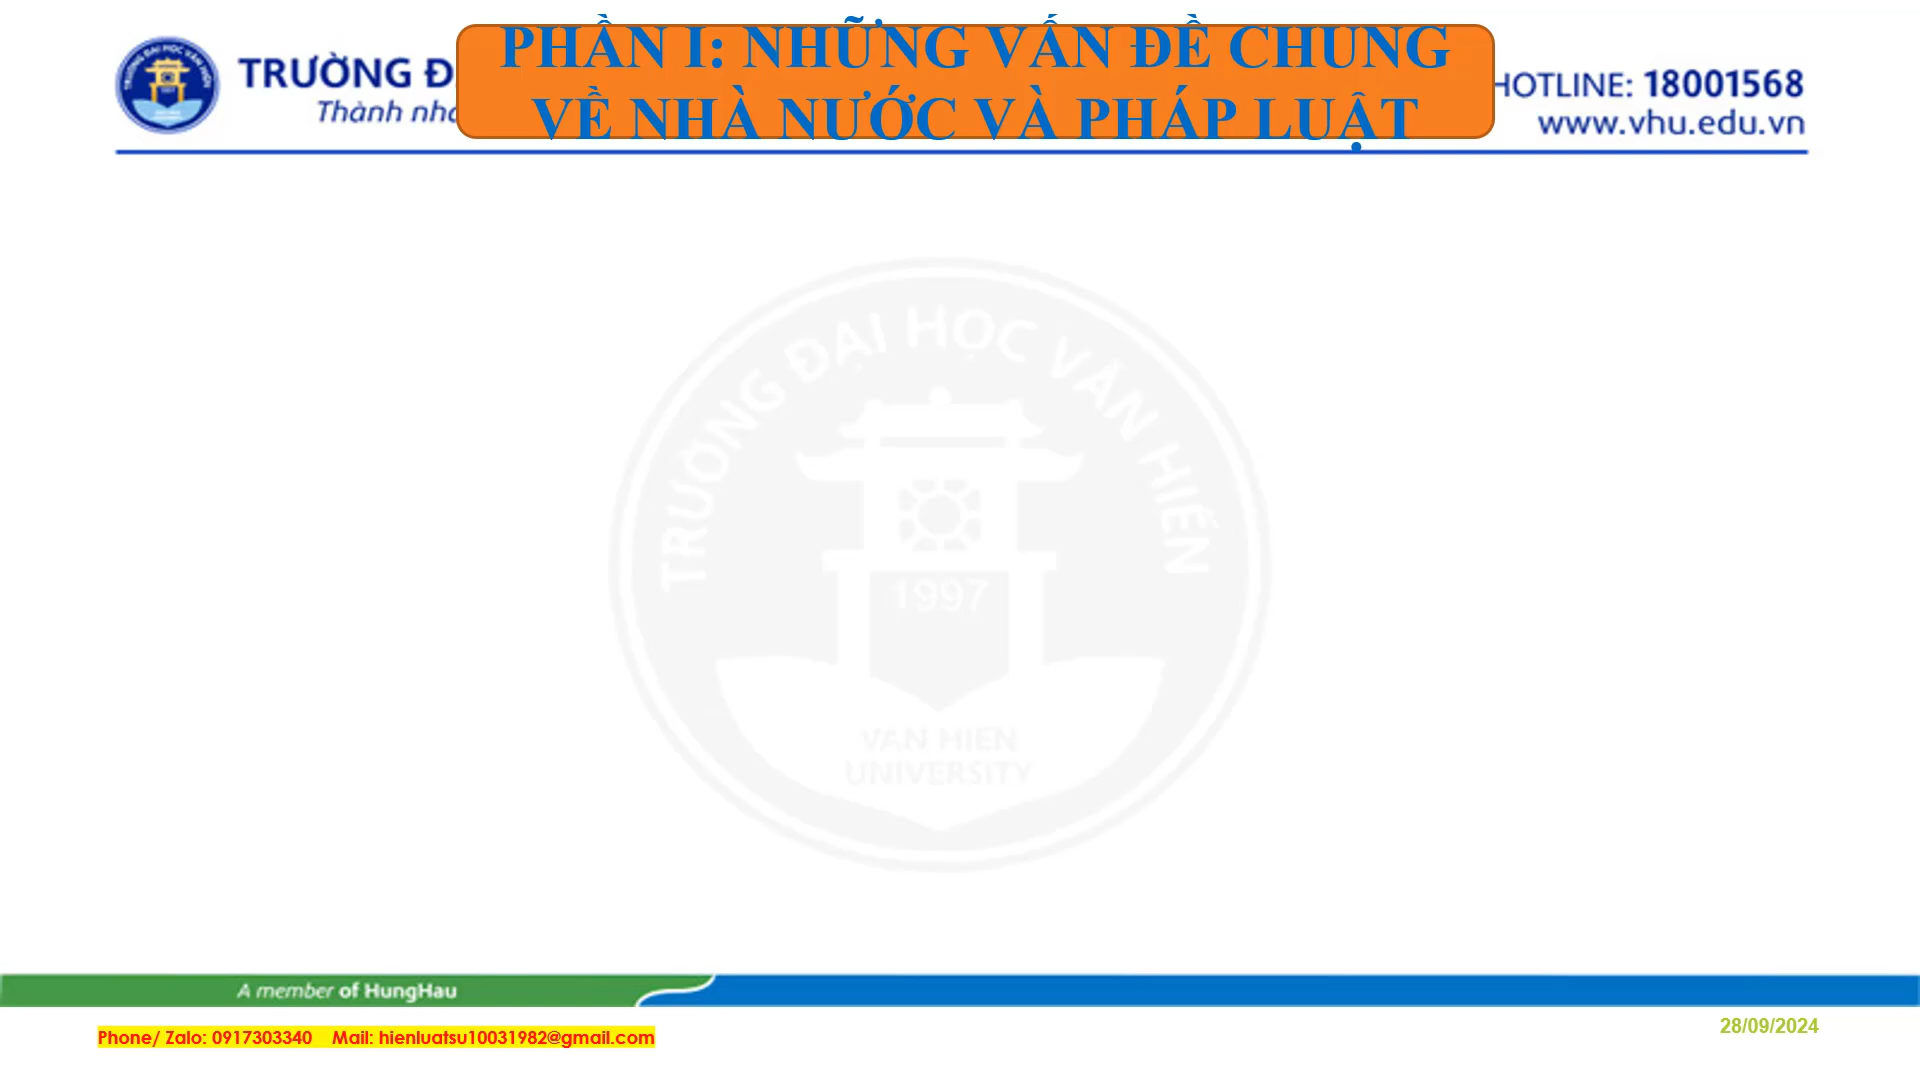 TRƯỜNG Đ
Thành nhâ
PHẦN I: NHỮNG VẤN ĐỀ CHUNG
VỀ NHÀ NƯỚC VÀ PHÁP LUẬT
HOTLINE: 18001568
www.vhu.edu.vn
TRƯỜNG ĐẠI HỌC VĂN HIẾN
1997
VAN HIEN
UNIVERSITY
A member of HungHau
Phone/ Zalo: 0917303340 Mail: hienluatsu10031982@gmail.com
28/09/2024